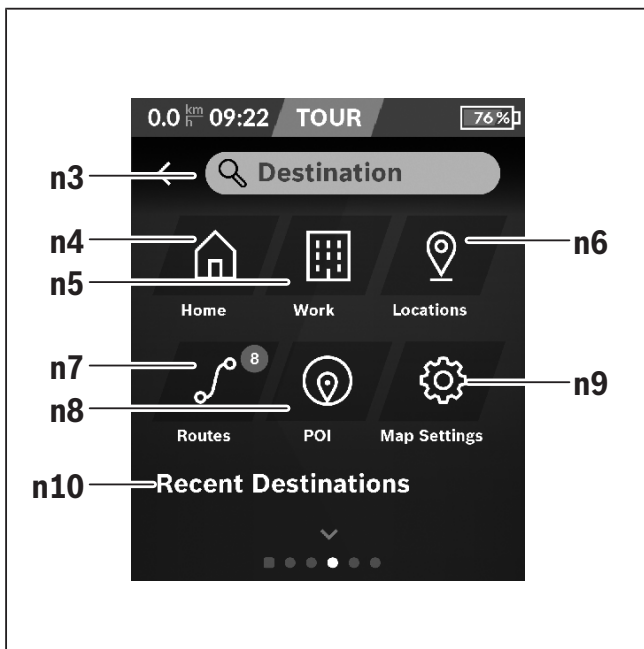 0.0 km/h 09:22 TOUR 76%
n3 Destination
n4
n5
n6
Home Work Locations
n7 8
n8
n9
Routes POI Map Settings
n10 Recent Destinations